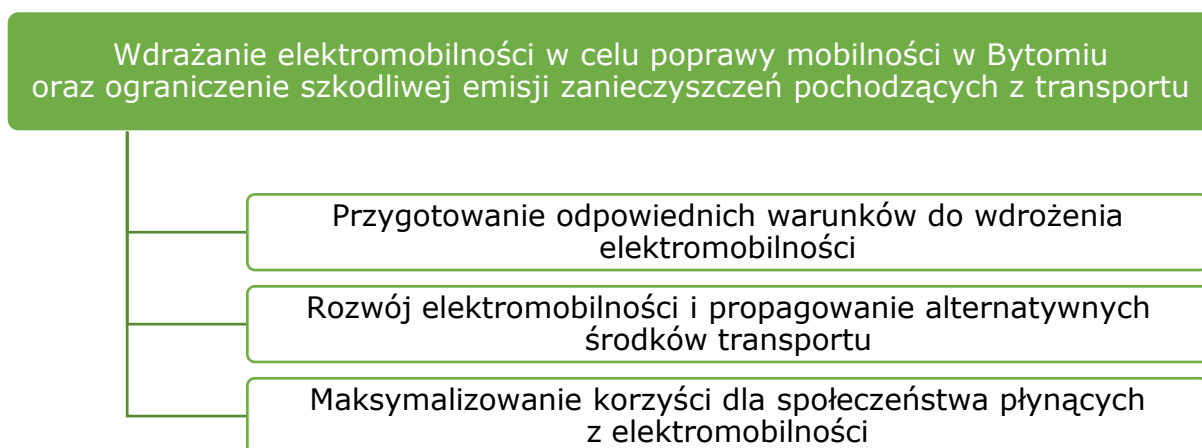 Wdrażanie elektromobilności w celu poprawy mobilności w Bytomiu
oraz ograniczenie szkodliwej emisji zanieczyszczeń pochodzących z transportu
Przygotowanie odpowiednich warunków do wdrożenia
elektromobilności
Rozwój elektromobilności i propagowanie alternatywnych
środków transportu
Maksymalizowanie korzyści dla społeczeństwa płynących
z elektromobilności